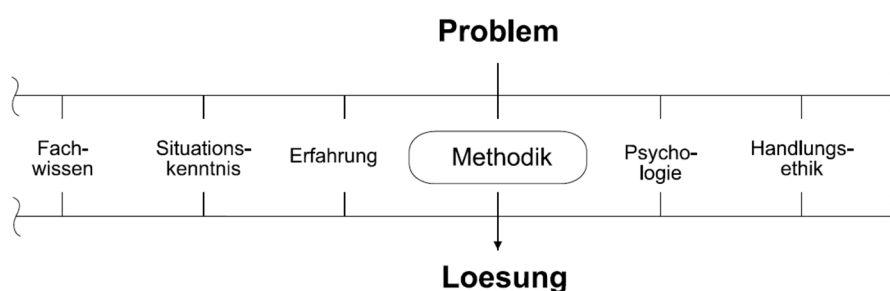 Problem
Fach-
wissen
Situations-
kenntnis
Erfahrung
Methodik
Psycho-
logie
Handlungs-
ethik
Loesung